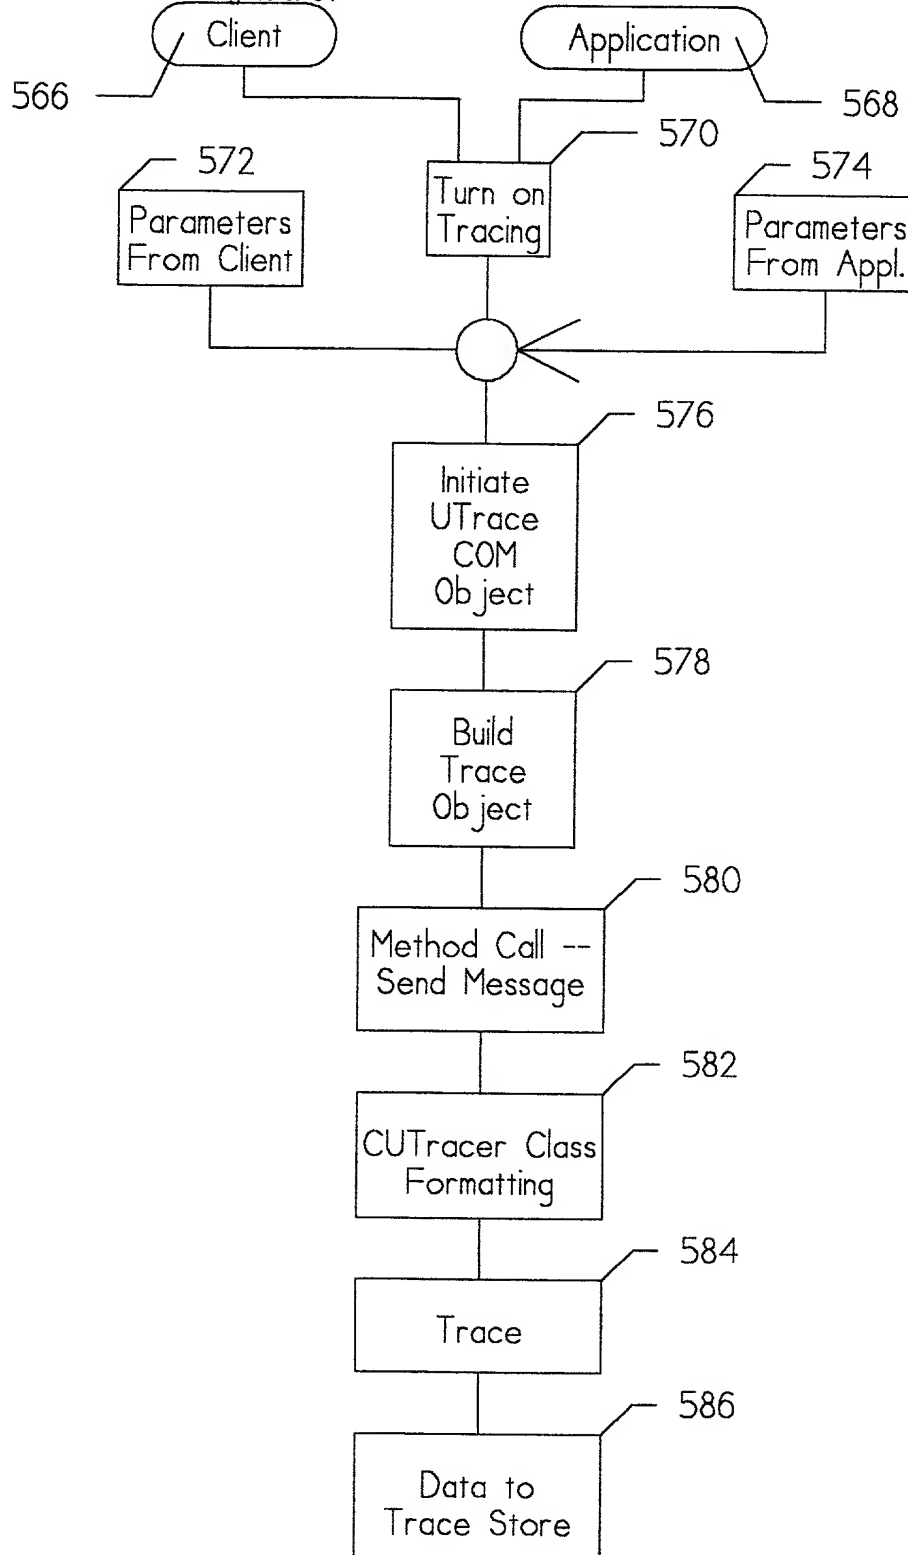 Client
Application
566
568
570
572
574
Turn on
Tracing
Parameters
From Client
Parameters
From Appl.
576
Initiate
UTrace
COM
Object
578
Build
Trace
Object
580
Method Call --
Send Message
582
CUTracer Class
Formatting
584
Trace
586
Data to
Trace Store